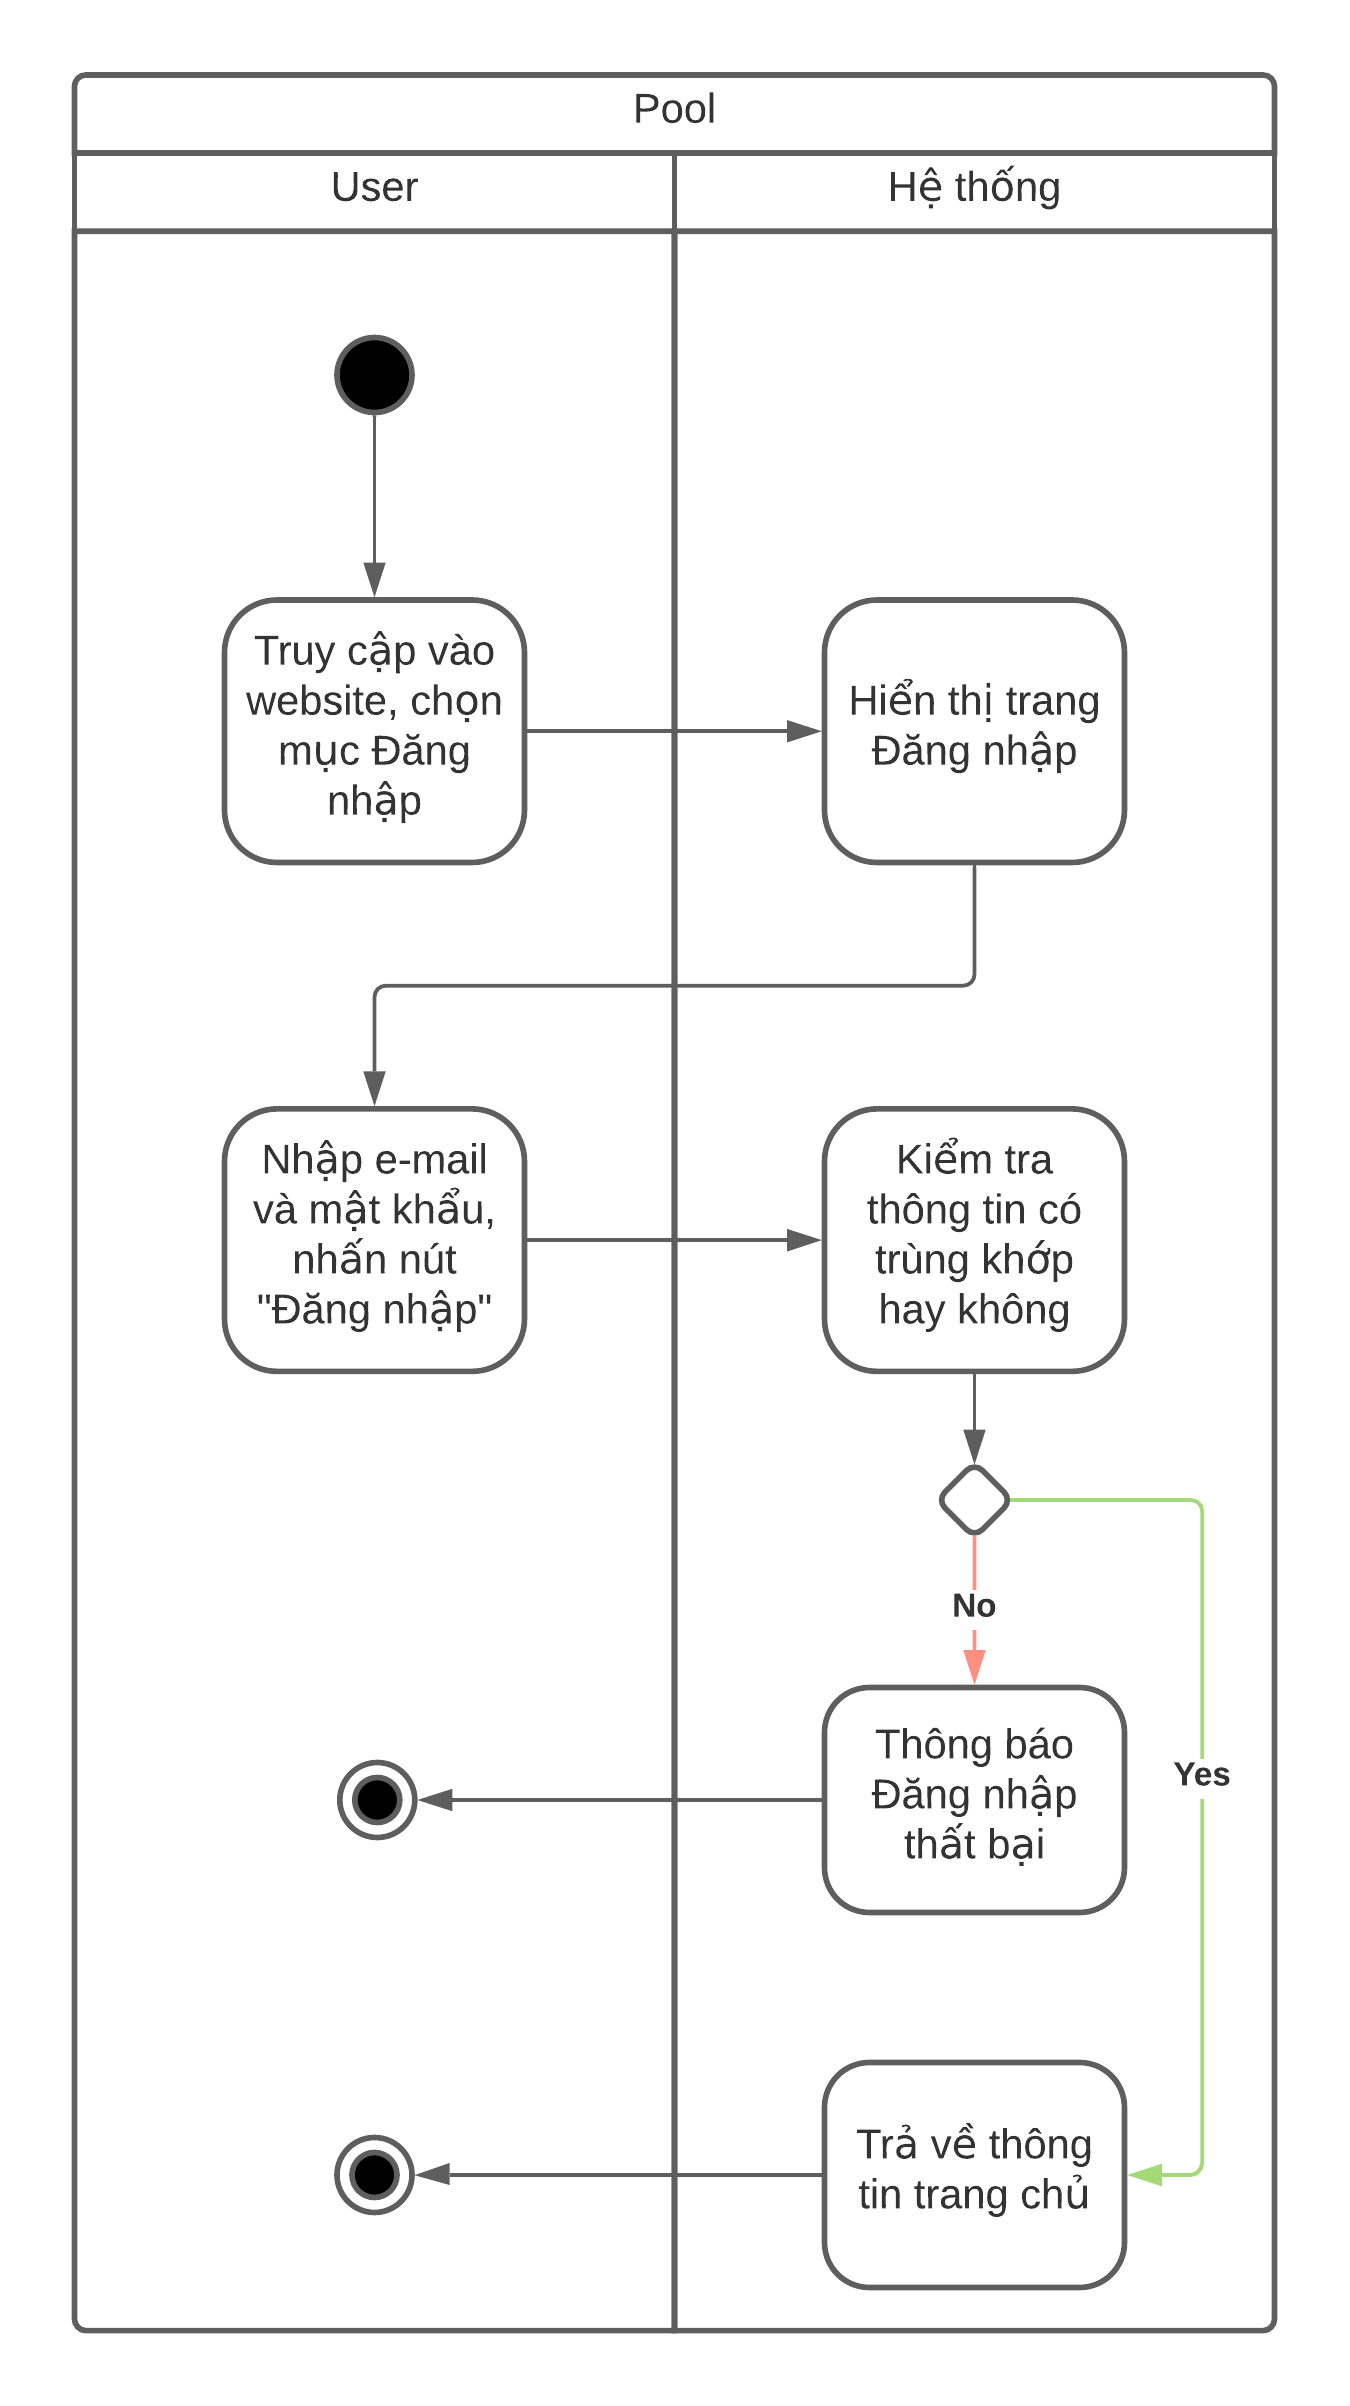 Pool
User
Hệ thống
Truy cập vào
website, chọn
mục Đăng
nhập
Hiển thị trang
Đăng nhập
Nhập e-mail
và mật khẩu,
nhấn nút
"Đăng nhập"
Kiểm tra
thông tin có
trùng khớp
hay không
No
Thông báo
Đăng nhập
thất bại
Yes
Trả về thông
tin trang chủ